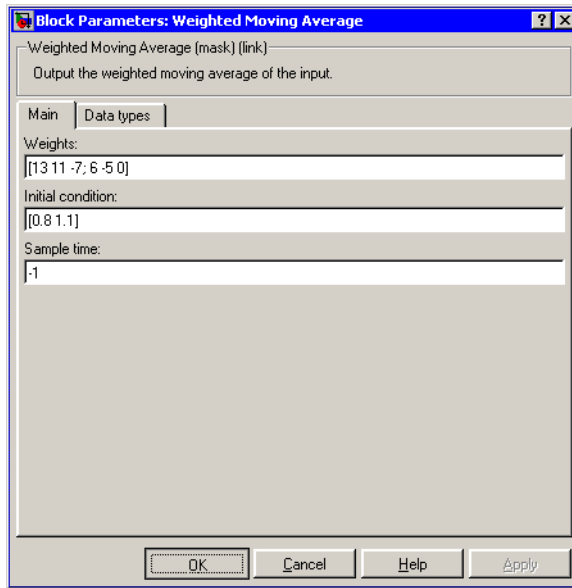 Block Parameters: Weighted Moving Average
Weighted Moving Average (mask) (link)
Output the weighted moving average of the input.
Main Data types
Weights:
[13 11 -7; 6 -5 0]
Initial condition:
[0.8 1.1]
Sample time:
-1
OK Cancel Help Apply